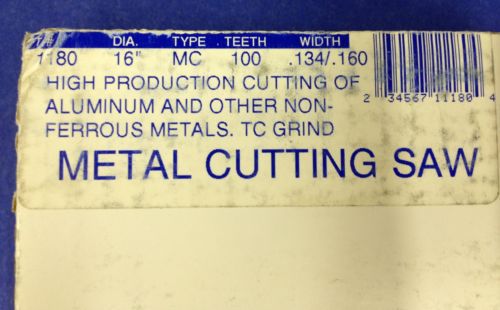 DIA. TYPE TEETH WIDTH
1180 16" MC 100 .134/.160
HIGH PRODUCTION CUTTING OF
ALUMINUM AND OTHER NON-
FERROUS METALS. TC GRIND
METAL CUTTING SAW
2 34567 11180 4